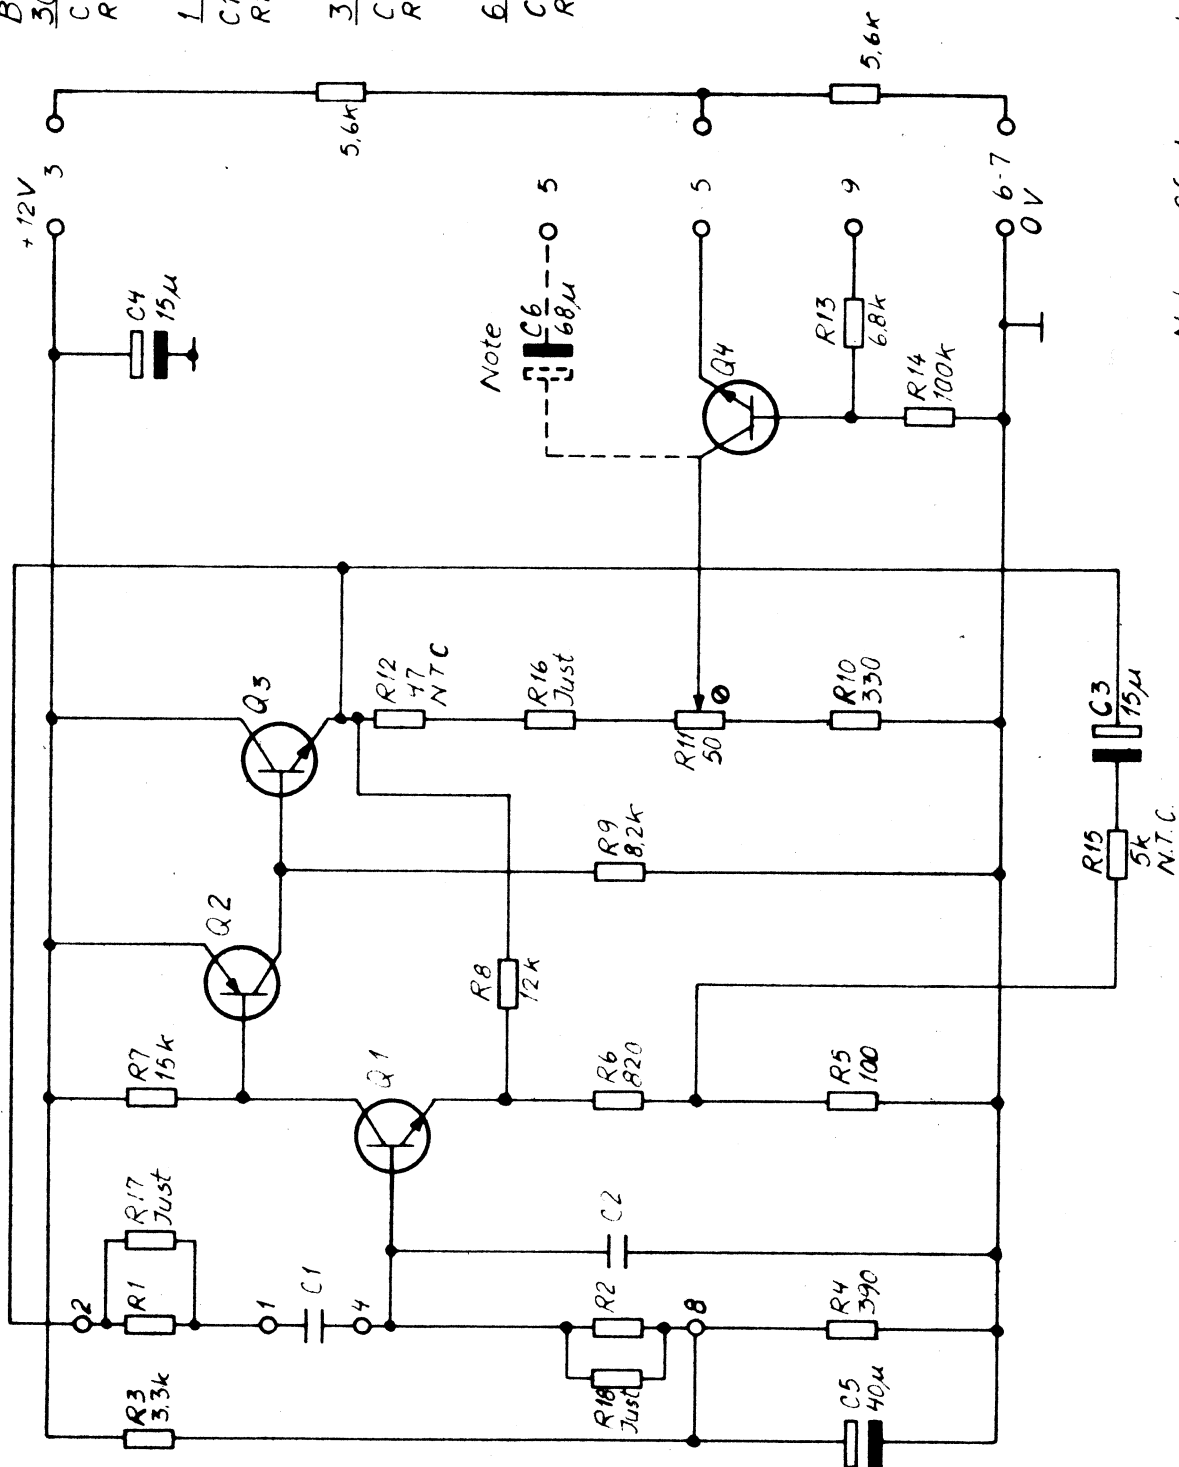 +12V
3
C4
15µ
5,6K
5,6K
Note
C6
68µ
5
5
9
6-7
0V
Q4
R13
6,8k
R14
100k
Q3
R12
47
NTC
R16
Just
R11
50
R10
330
C3
15µ
R15
5k
N.T.C.
Q2
R9
8,2k
R8
12k
R7
15k
Q1
R6
820
R5
100
R17
Just
R1
2
1
C1
4
C2
R2
8
R18
Just
R4
390
R3
3.3k
C5
40µ